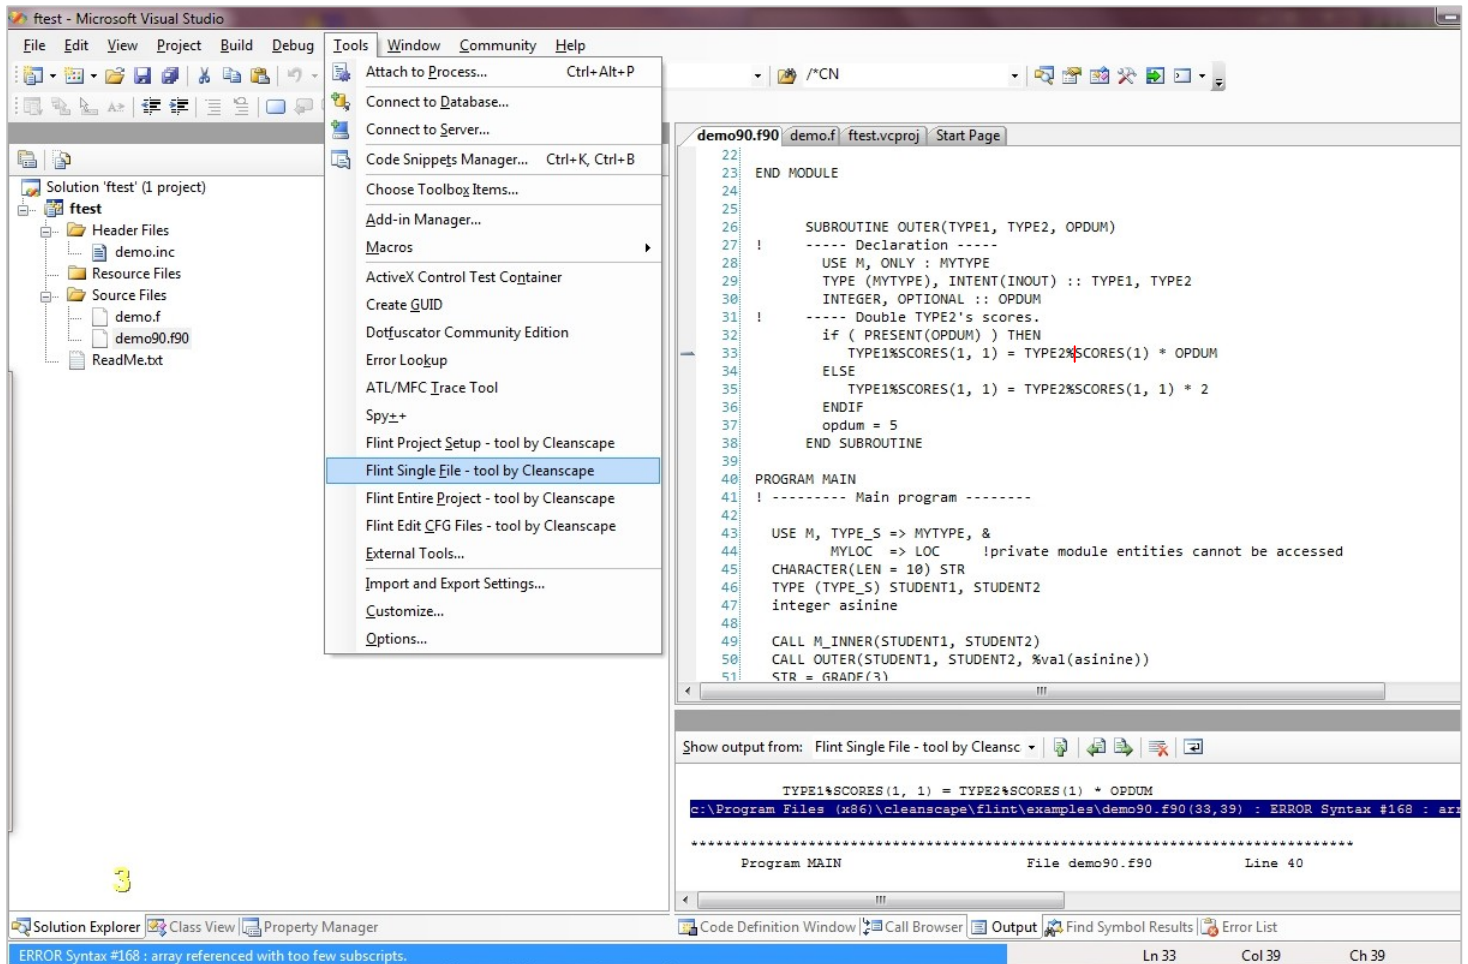 ftest - Microsoft Visual Studio
File Edit View Project Build Debug Tools Window Community Help
/*CN
Attach to Process... Ctrl+Alt+P
Connect to Database...
Connect to Server...
Code Snippets Manager... Ctrl+K, Ctrl+B
Choose Toolbox Items...
Add-in Manager...
Macros
ActiveX Control Test Container
Create GUID
Dotfuscator Community Edition
Error Lookup
ATL/MFC Trace Tool
Spy++
Flint Project Setup - tool by Cleanscape
Flint Single File - tool by Cleanscape
Flint Entire Project - tool by Cleanscape
Flint Edit CFG Files - tool by Cleanscape
External Tools...
Import and Export Settings...
Customize...
Options...
Solution 'ftest' (1 project)
ftest
Header Files
demo.inc
Resource Files
Source Files
demo.f
demo90.f90
ReadMe.txt
3
Solution Explorer Class View Property Manager
demo90.f90 demo.f ftest.vcproj Start Page
22
23 END MODULE
24
25
26 SUBROUTINE OUTER(TYPE1, TYPE2, OPDUM)
27 ! ----- Declaration -----
28 USE M, ONLY : MYTYPE
29 TYPE (MYTYPE), INTENT(INOUT) :: TYPE1, TYPE2
30 INTEGER, OPTIONAL :: OPDUM
31 ! ----- Double TYPE2's scores.
32 if ( PRESENT(OPDUM) ) THEN
33 TYPE1%SCORES(1, 1) = TYPE2%SCORES(1) * OPDUM
34 ELSE
35 TYPE1%SCORES(1, 1) = TYPE2%SCORES(1, 1) * 2
36 ENDIF
37 opdum = 5
38 END SUBROUTINE
39
40 PROGRAM MAIN
41 ! --------- Main program --------
42
43 USE M, TYPE_S => MYTYPE, &
44 MYLOC => LOC !private module entities cannot be accessed
45 CHARACTER(LEN = 10) STR
46 TYPE (TYPE_S) STUDENT1, STUDENT2
47 integer asinine
48
49 CALL M_INNER(STUDENT1, STUDENT2)
50 CALL OUTER(STUDENT1, STUDENT2, %val(asinine))
51 STR = GRADE(3)
Show output from: Flint Single File - tool by Cleansc
TYPE1%SCORES(1, 1) = TYPE2%SCORES(1) * OPDUM
c:\Program Files (x86)\cleanscape\flint\examples\demo90.f90(33,39) : ERROR Syntax #168 : arr
*******************************************************************************
Program MAIN File demo90.f90 Line 40
Code Definition Window Call Browser Output Find Symbol Results Error List
ERROR Syntax #168 : array referenced with too few subscripts. Ln 33 Col 39 Ch 39